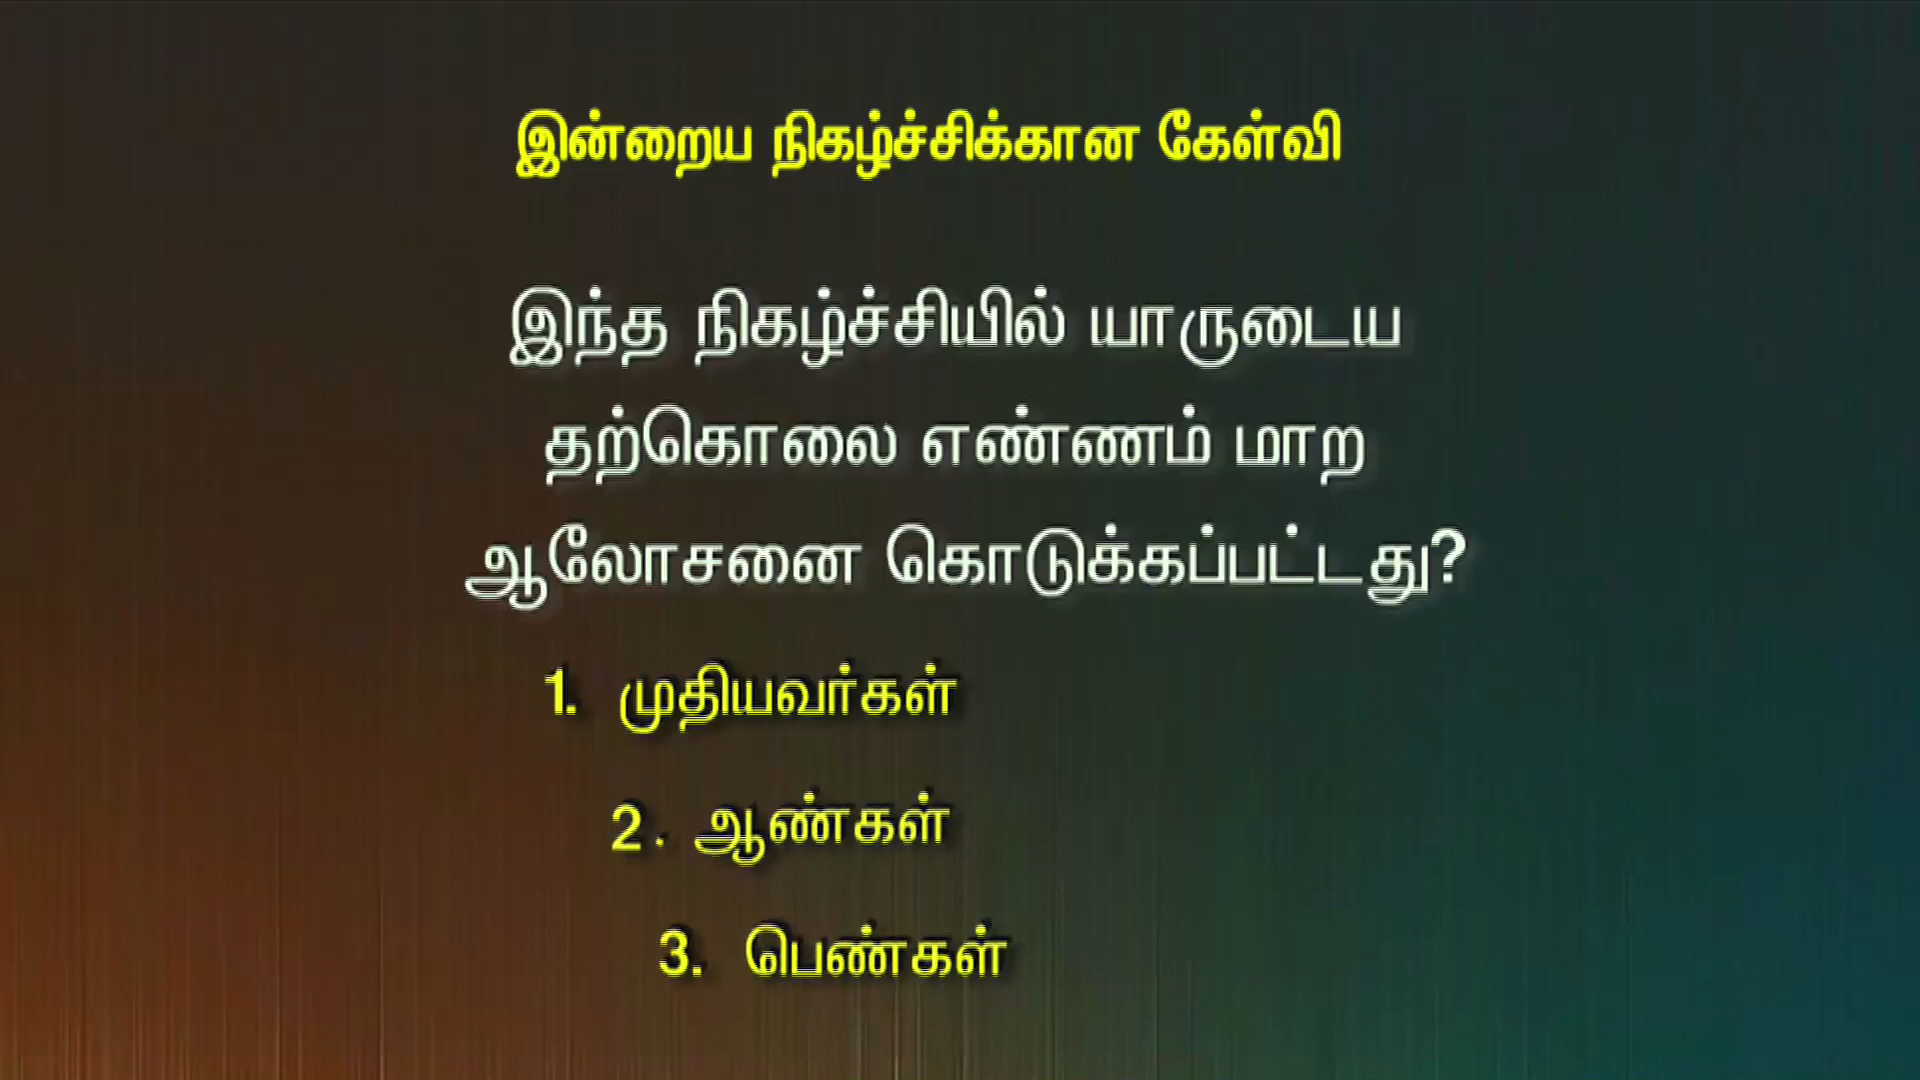 இன்றைய நிகழ்ச்சிக்கான கேள்வி
இந்த நிகழ்ச்சியில் யாருடைய
தற்கொலை எண்ணம் மாற
ஆலோசனை கொடுக்கப்பட்டது?
1. முதியவர்கள்
2. ஆண்கள்
3. பெண்கள்